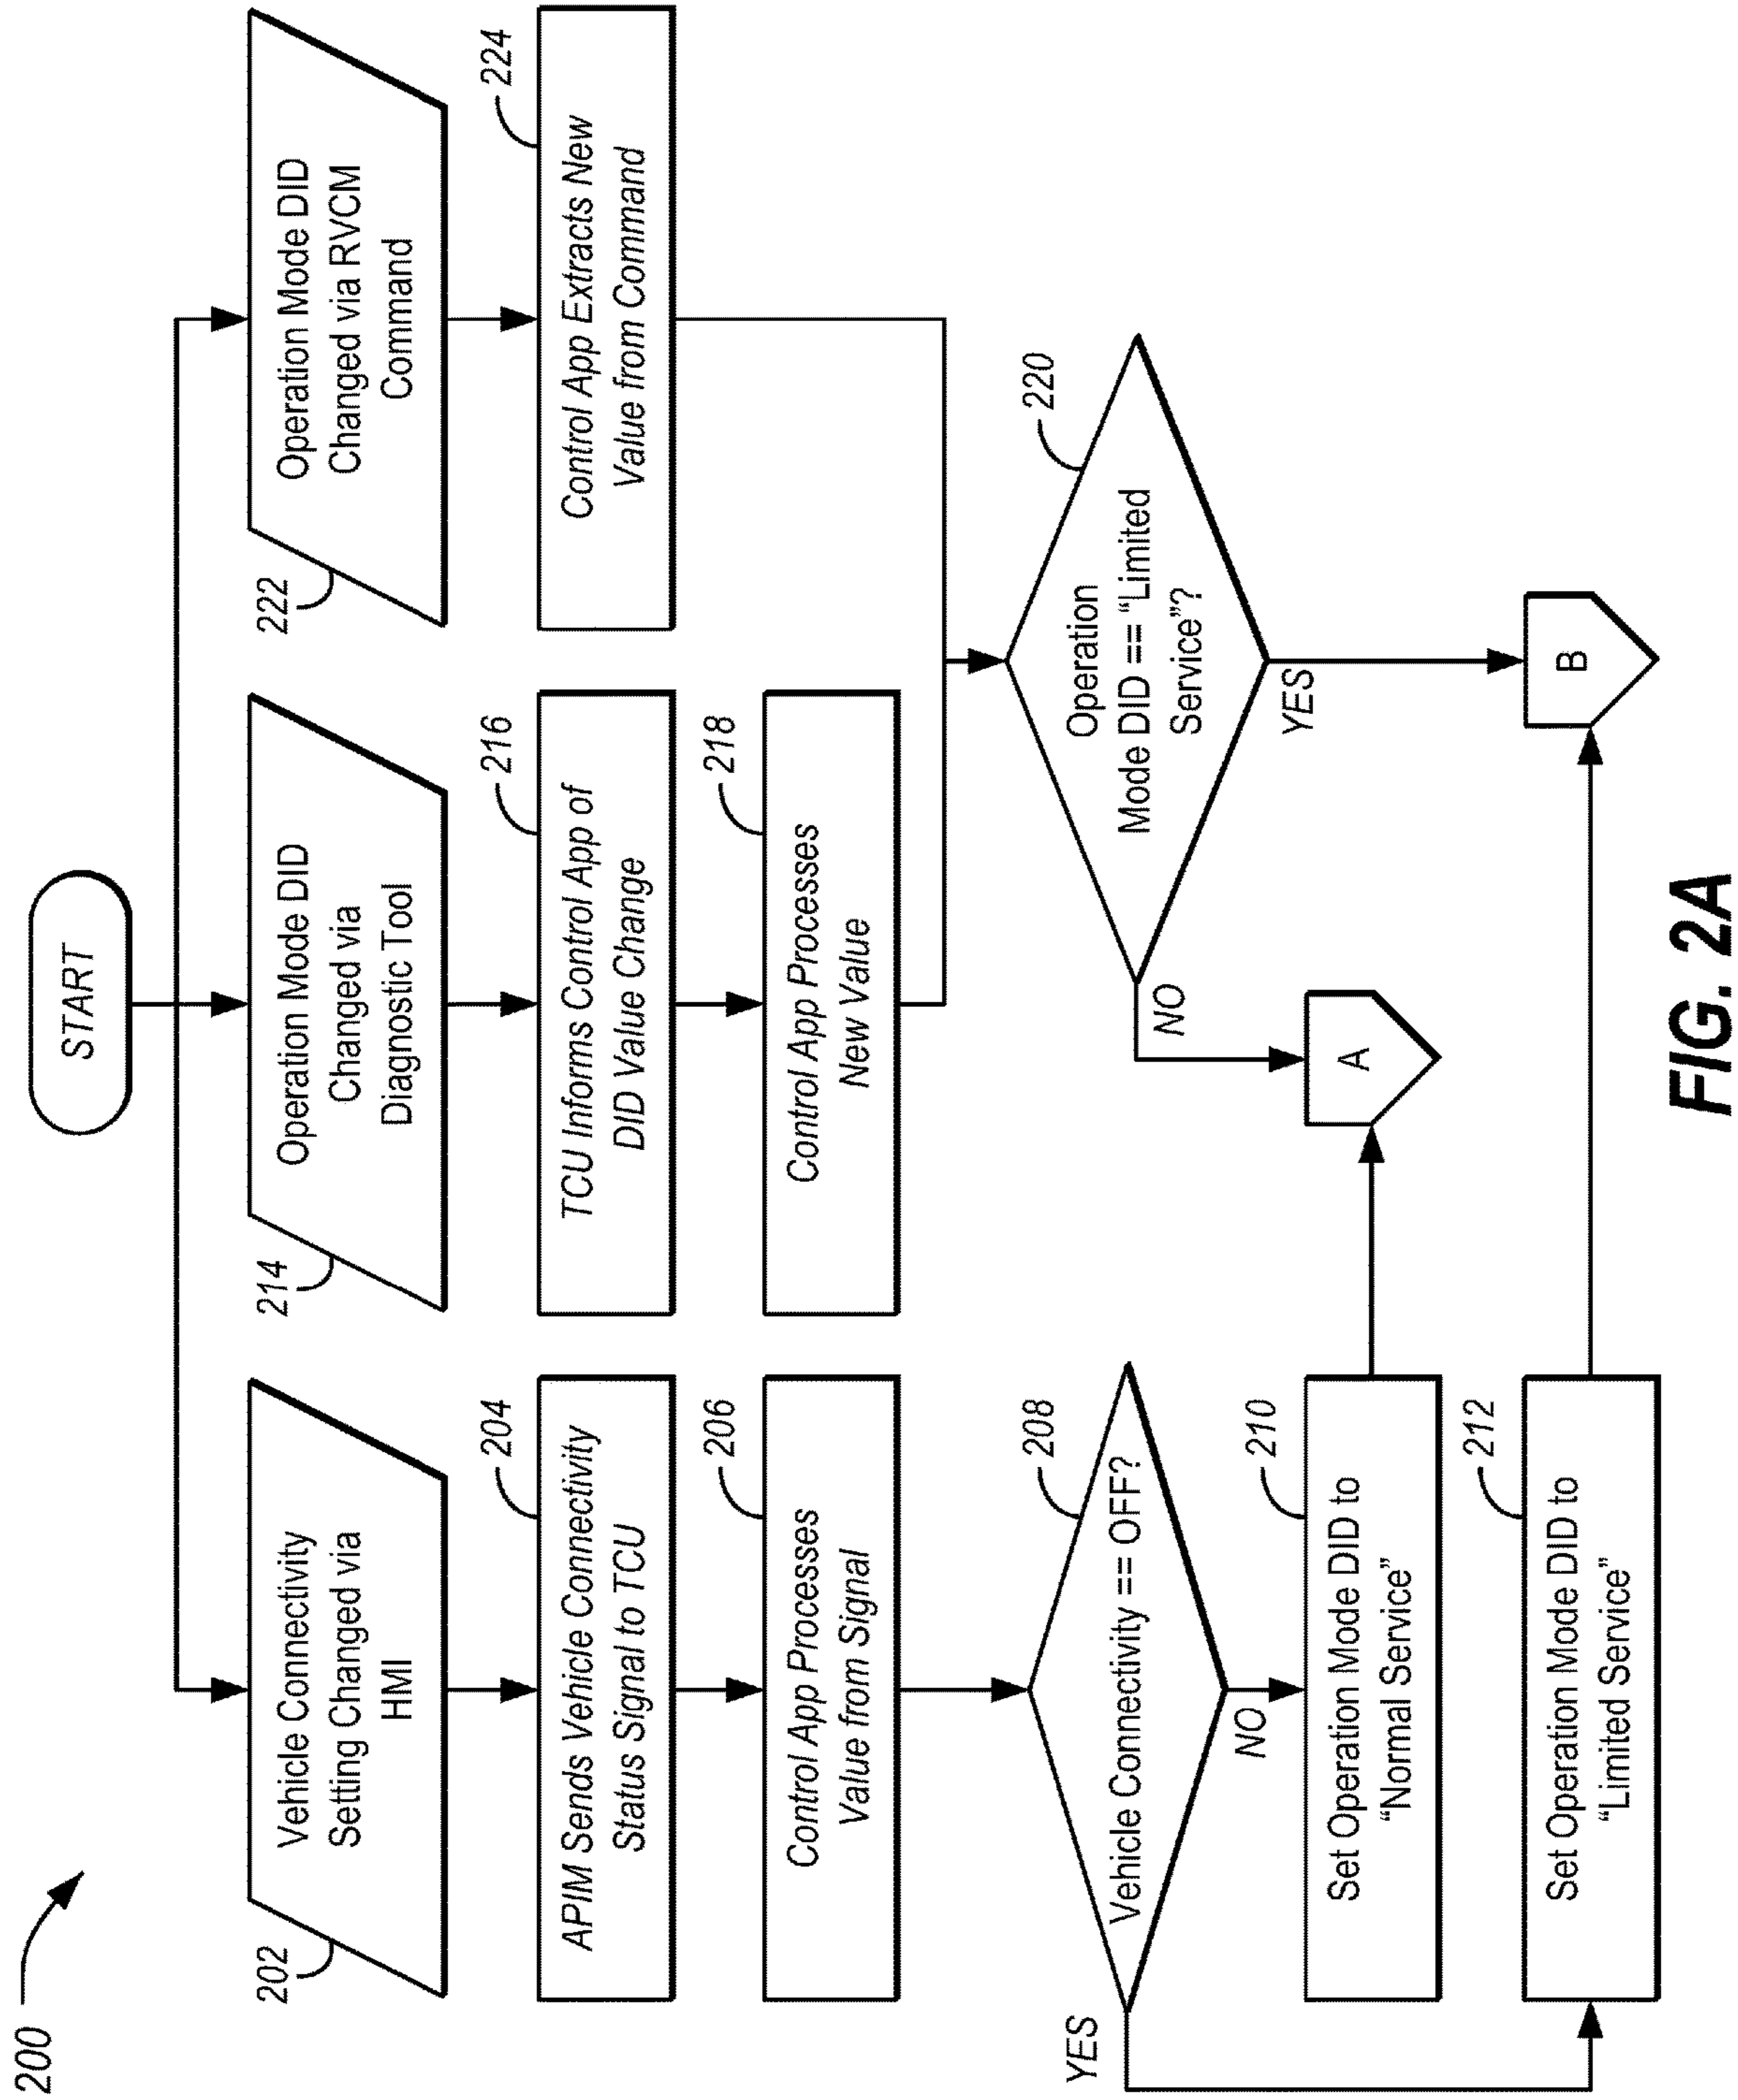 200
START
202
Vehicle Connectivity
Setting Changed via
HMI
204
APIM Sends Vehicle Connectivity
Status Signal to TCU
206
Control App Processes
Value from Signal
208
Vehicle Connectivity == OFF?
YES
NO
210
Set Operation Mode DID to
“Normal Service”
212
Set Operation Mode DID to
“Limited Service”
214
Operation Mode DID
Changed via
Diagnostic Tool
216
TCU Informs Control App of
DID Value Change
218
Control App Processes
New Value
222
Operation Mode DID
Changed via RVCM
Command
224
Control App Extracts New
Value from Command
220
Operation
Mode DID == “Limited
Service”?
NO
YES
A
B
FIG. 2A